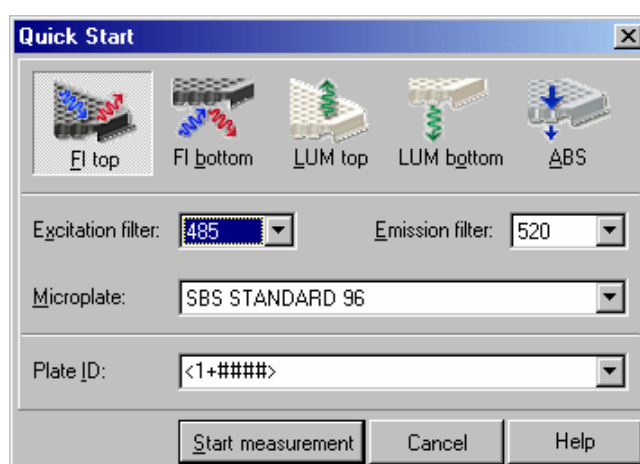 Quick Start
FI top FI bottom LUM top LUM bottom ABS
Excitation filter: 485 Emission filter: 520
Microplate: SBS STANDARD 96
Plate ID: <1+####>
Start measurement Cancel Help